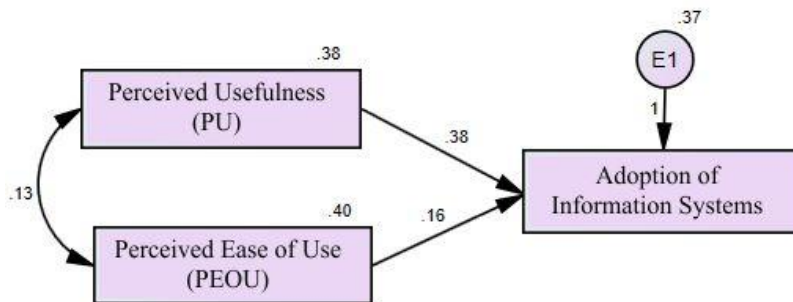 .37
E1
.38
Perceived Usefulness
(PU)
.38
1
Adoption of
Information Systems
.13
.40
.16
Perceived Ease of Use
(PEOU)